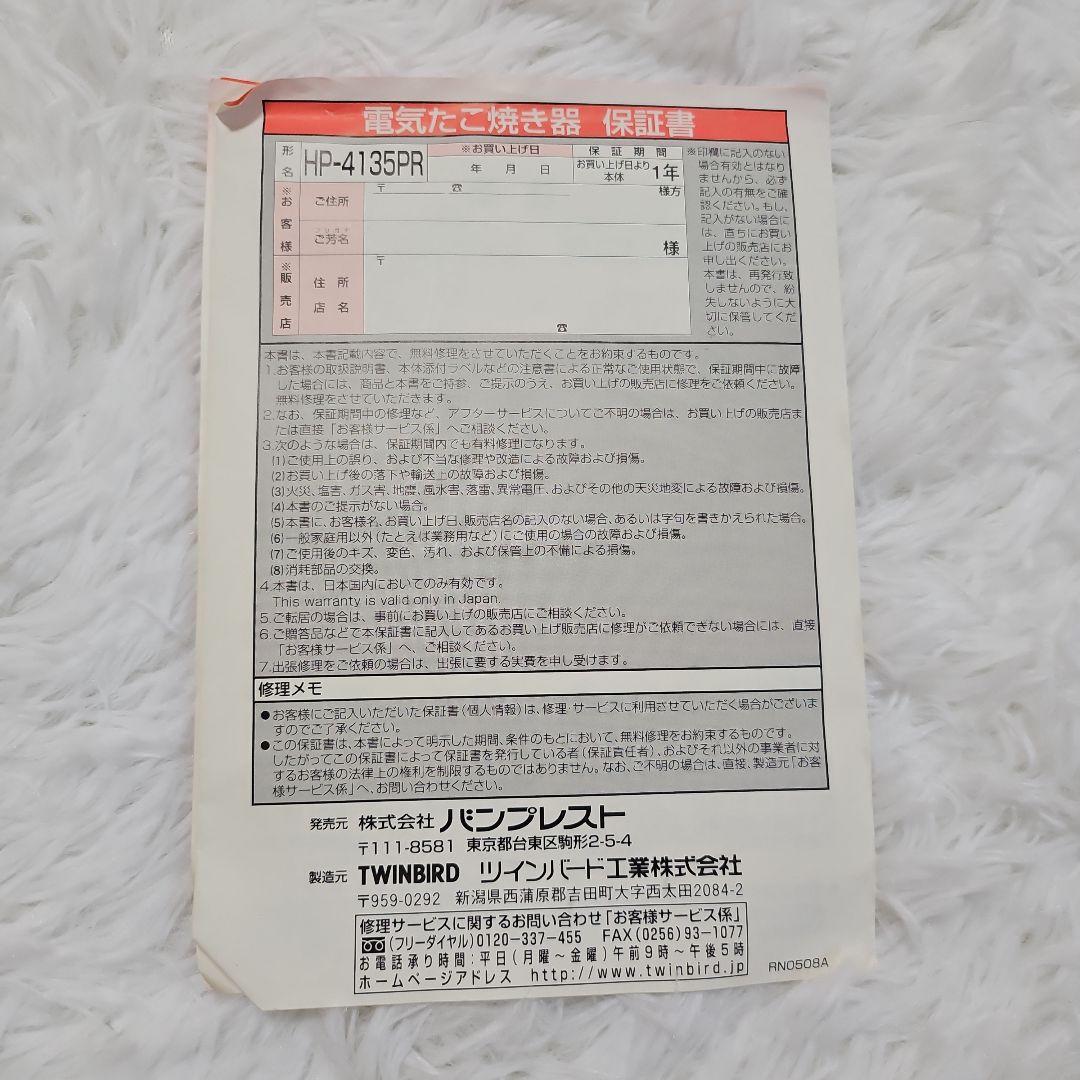 電気たこ焼き器 保証書
形名 HP-4135PR ※お買い上げ日 年 月 日 保証期間 お買い上げ日より 本体 1年
※お客様 ご住所 〒 ☎ 様方
フリガナ
ご芳名 様
※販売店 住所 店名 〒 ☎
※印欄に記入のない
場合有効とはなり
ませんから、必ず
記入の有無をご確
認ください。もし、
記入がない場合に
は、直ちにお買い
上げの販売店にお
申し出ください。
本書は、再発行致
しませんので、紛
失しないように大
切に保管してくだ
さい。
本書は、本書記載内容で、無料修理をさせていただくことをお約束するものです。
1.お客様の取扱説明書、本体添付ラベルなどの注意書による正常なご使用状態で、保証期間中に故障
した場合には、商品と本書をご持参、ご提示のうえ、お買い上げの販売店に修理をご依頼ください。
無料修理をさせていただきます。
2.なお、保証期間中の修理など、アフターサービスについてご不明の場合は、お買い上げの販売店ま
たは直接「お客様サービス係」へご相談ください。
3.次のような場合は、保証期間内でも有料修理になります。
(1)ご使用上の誤り、および不当な修理や改造による故障および損傷。
(2)お買い上げ後の落下や輸送上の故障および損傷。
(3)火災、塩害、ガス害、地震、風水害、落雷、異常電圧、およびその他の天災地変による故障および損傷。
(4)本書のご提示がない場合。
(5)本書に、お客様名、お買い上げ日、販売店名の記入のない場合、あるいは字句を書きかえられた場合。
(6)一般家庭用以外(たとえば業務用など)にご使用の場合の故障および損傷。
(7)ご使用後のキズ、変色、汚れ、および保管上の不備による損傷。
(8)消耗部品の交換。
4.本書は、日本国内においてのみ有効です。
This warranty is valid only in Japan.
5.ご転居の場合は、事前にお買い上げの販売店にご相談ください。
6.ご贈答品などで本保証書に記入してあるお買い上げ販売店に修理がご依頼できない場合には、直接
「お客様サービス係」へ、ご相談ください。
7.出張修理をご依頼の場合は、出張に要する実費を申し受けます。
修理メモ
●お客様にご記入いただいた保証書(個人情報)は、修理・サービスに利用させていただく場合がございま
すのでご了承ください。
●この保証書は、本書によって明示した期間、条件のもとにおいて、無料修理をお約束するものです。
したがってこの保証書によって保証書を発行している者(保証責任者)、およびそれ以外の事業者に対
するお客様の法律上の権利を制限するものではありません。なお、ご不明の場合は、直接、製造元「お客
様サービス係」へ、お問い合わせください。
発売元 株式会社 バンプレスト
〒111-8581 東京都台東区駒形2-5-4
製造元 TWINBIRD ツインバード工業株式会社
〒959-0292 新潟県西蒲原郡吉田町大字西太田2084-2
修理サービスに関するお問い合わせ「お客様サービス係」
(フリーダイヤル)0120-337-455 FAX(0256)93-1077
お電話承り時間:平日(月曜～金曜)午前9時～午後5時
ホームページアドレス http://www.twinbird.jp
RN0508A